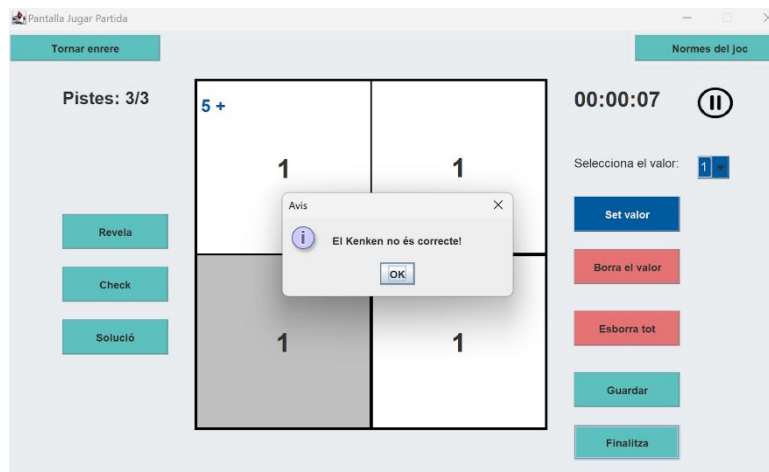 Pantalla Jugar Partida
Tornar enrere
Normes del joc
Pistes: 3/3
5 +
00:00:07
1
1
Selecciona el valor:
1
Avis
El Kenken no és correcte!
OK
Set valor
Revela
Borra el valor
Check
Esborra tot
Solució
1
1
Guardar
Finalitza